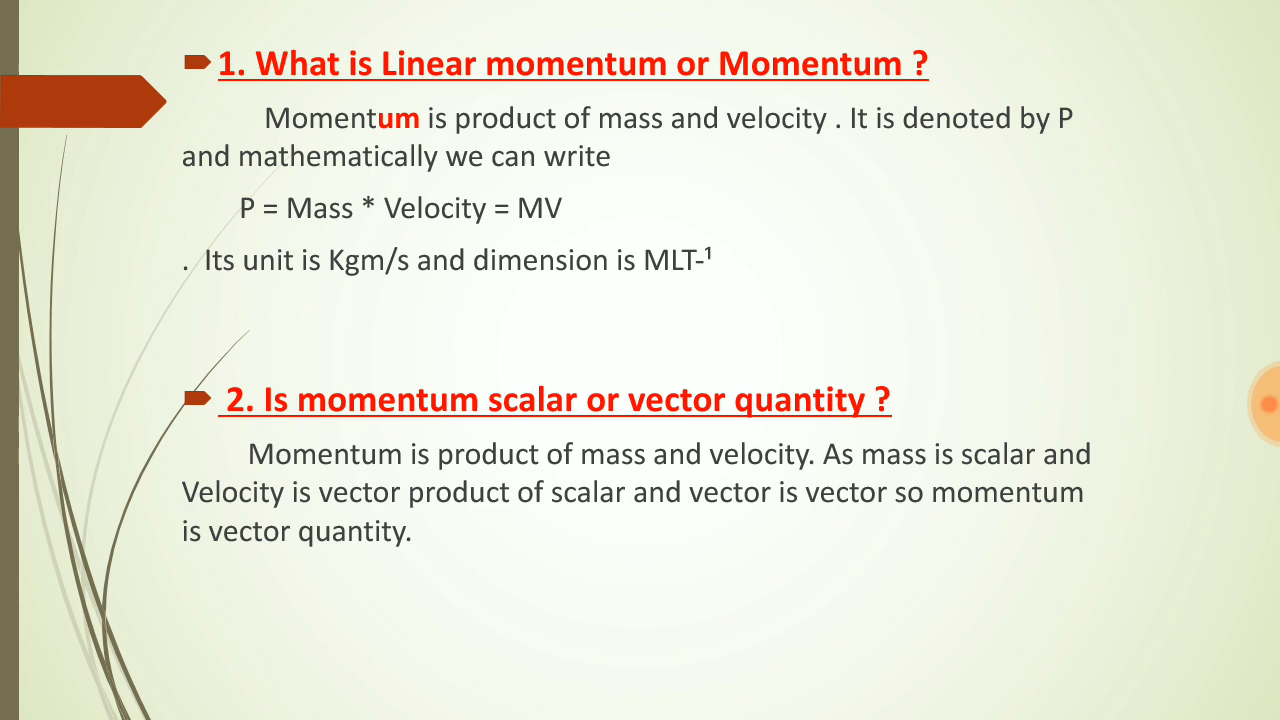 1. What is Linear momentum or Momentum ?
Momentum is product of mass and velocity . It is denoted by P
and mathematically we can write
P = Mass * Velocity = MV
. Its unit is Kgm/s and dimension is MLT-¹
2. Is momentum scalar or vector quantity ?
Momentum is product of mass and velocity. As mass is scalar and
Velocity is vector product of scalar and vector is vector so momentum
is vector quantity.